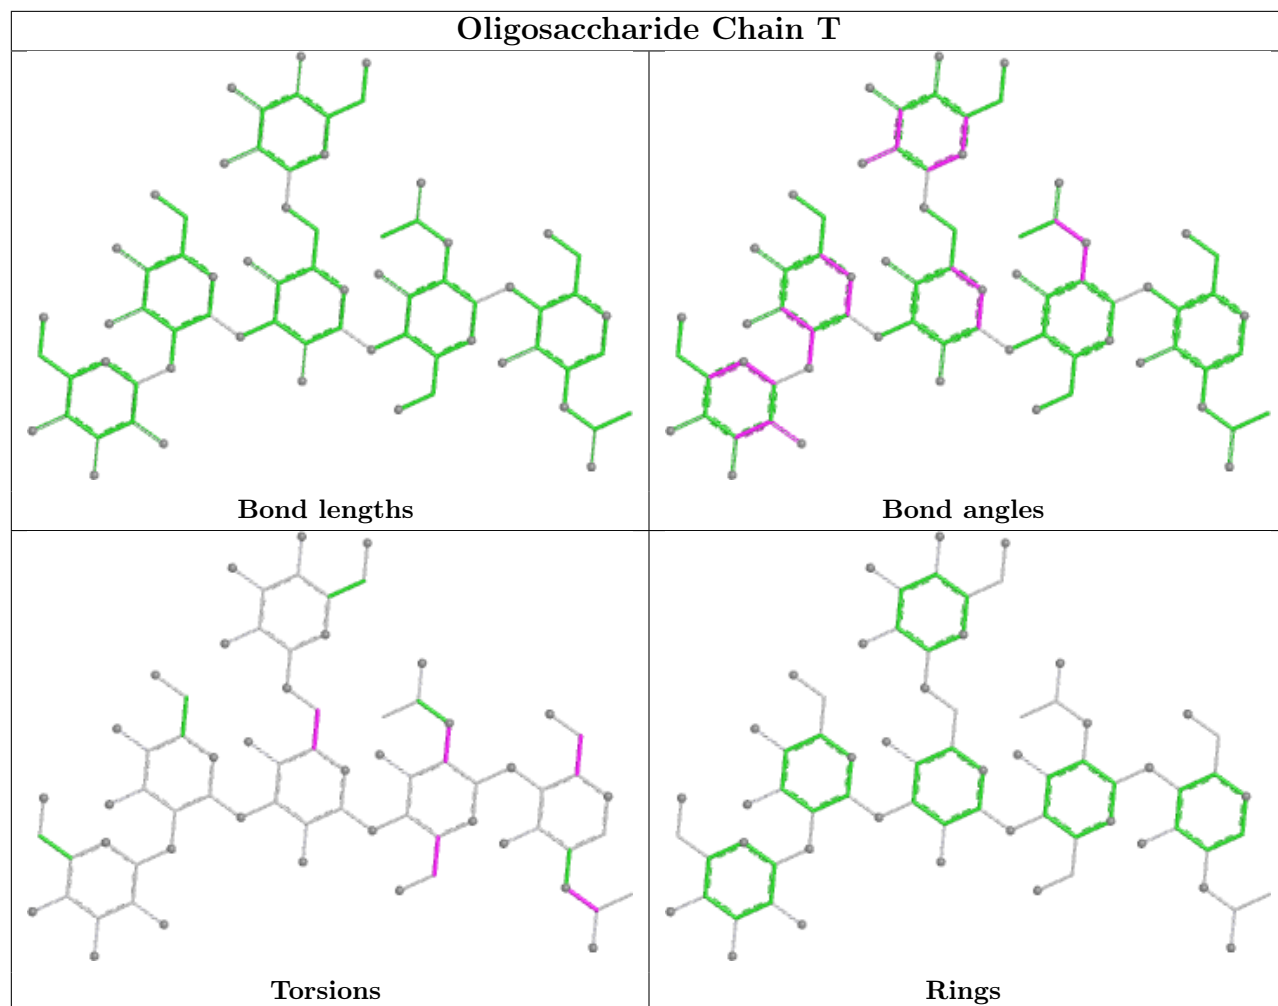 Oligosaccharide Chain T
Bond lengths
Bond angles
Torsions
Rings